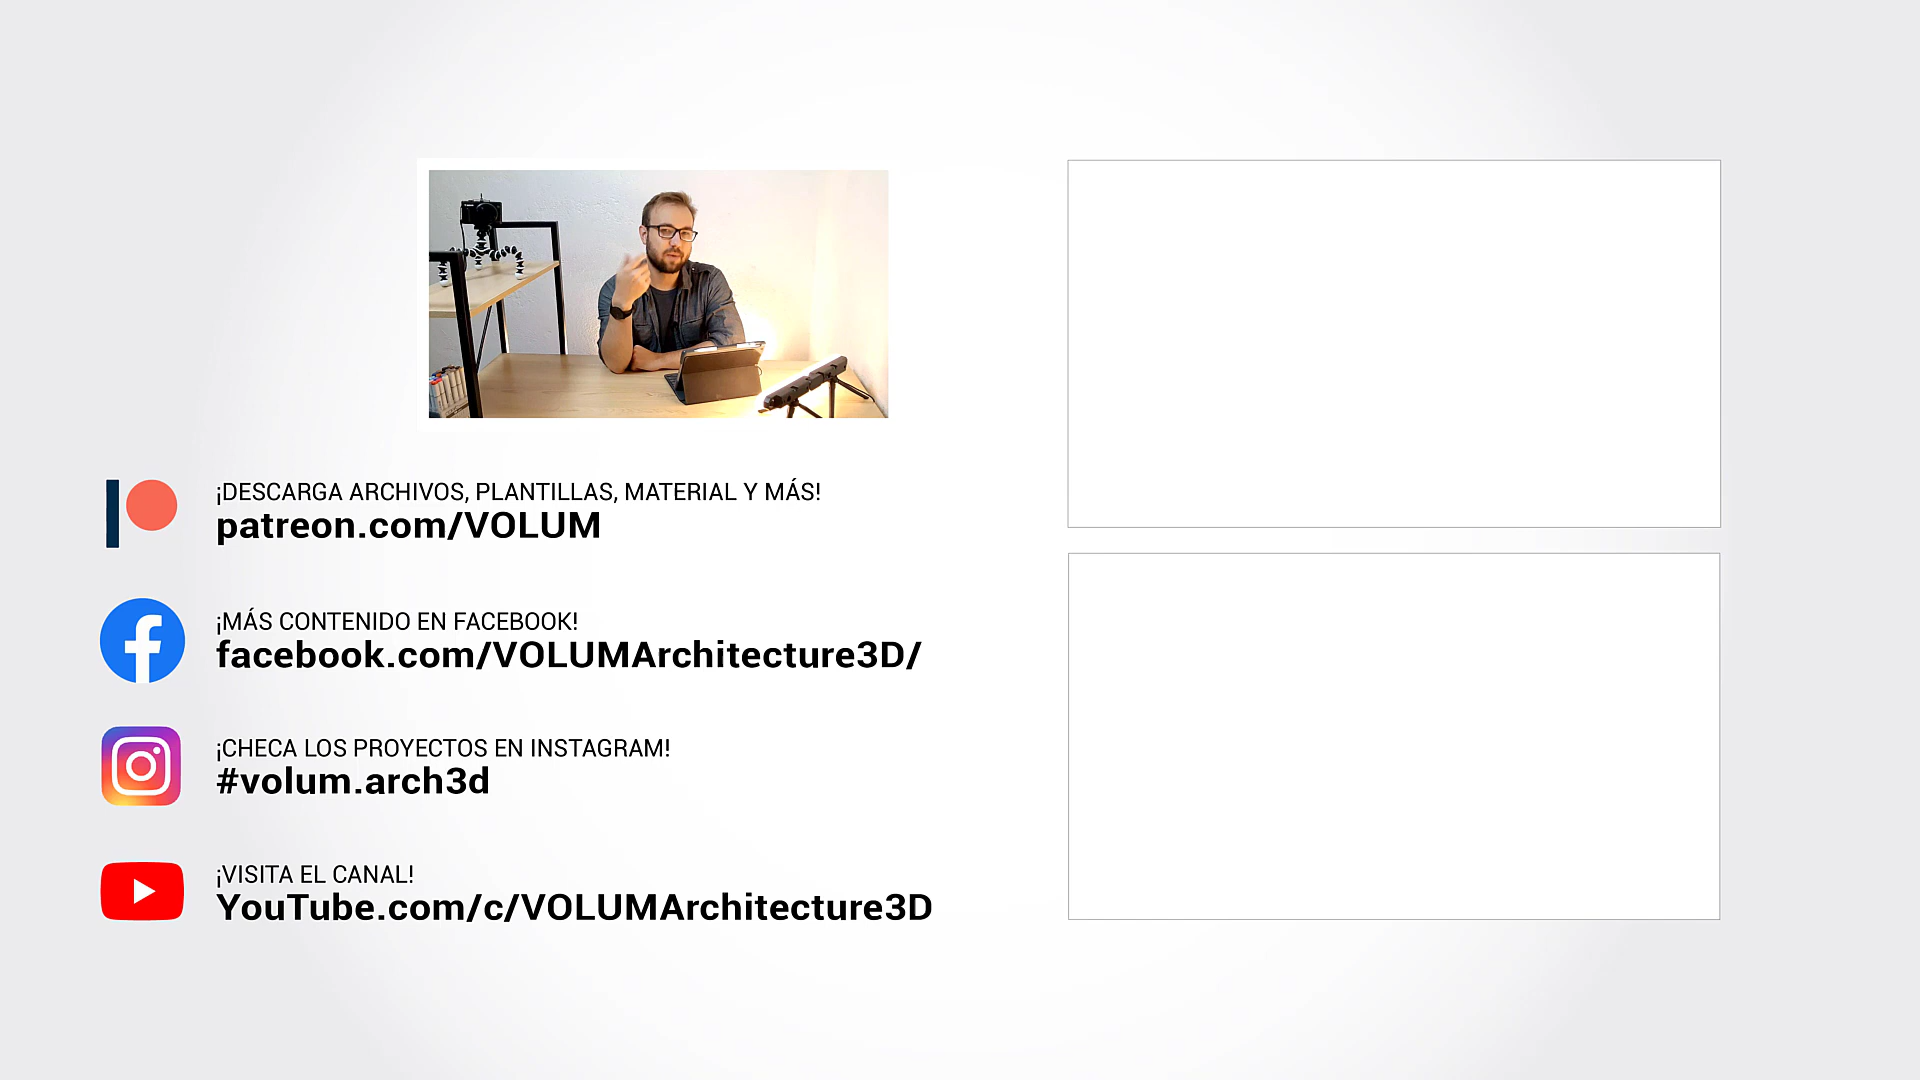 ¡DESCARGA ARCHIVOS, PLANTILLAS, MATERIAL Y MÁS!
patreon.com/VOLUM
¡MÁS CONTENIDO EN FACEBOOK!
facebook.com/VOLUMArchitecture3D/
¡CHECA LOS PROYECTOS EN INSTAGRAM!
#volum.arch3d
¡VISITA EL CANAL!
YouTube.com/c/VOLUMArchitecture3D